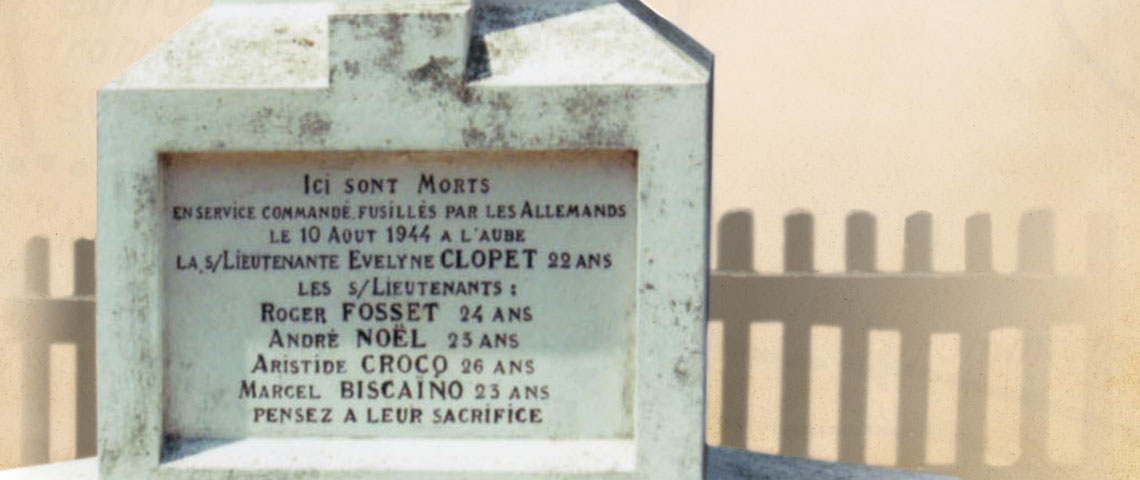 Ici sont Morts
en service commandé, fusillés par les Allemands
le 10 Aout 1944 a l'aube
la s/Lieutenante Evelyne CLOPET 22 ans
les s/Lieutenants :
Roger FOSSET 24 ans
André NOËL 23 ans
Aristide CROCQ 26 ans
Marcel BISCAÏNO 23 ans
pensez a leur sacrifice